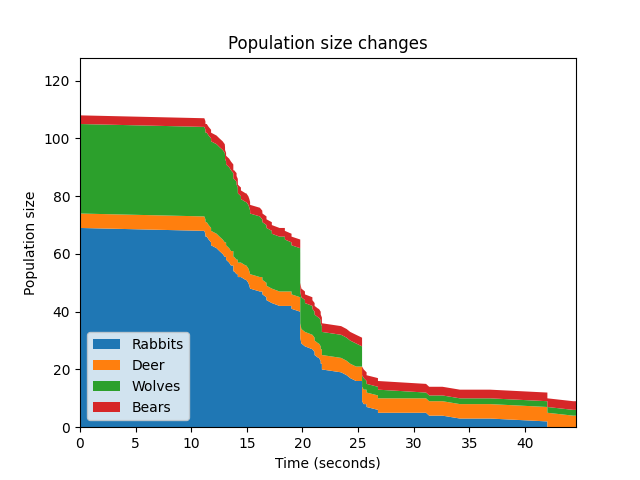 Population size changes
Population size
120
100
80
60
40
20
0
Rabbits
Deer
Wolves
Bears
0 5 10 15 20 25 30 35 40
Time (seconds)